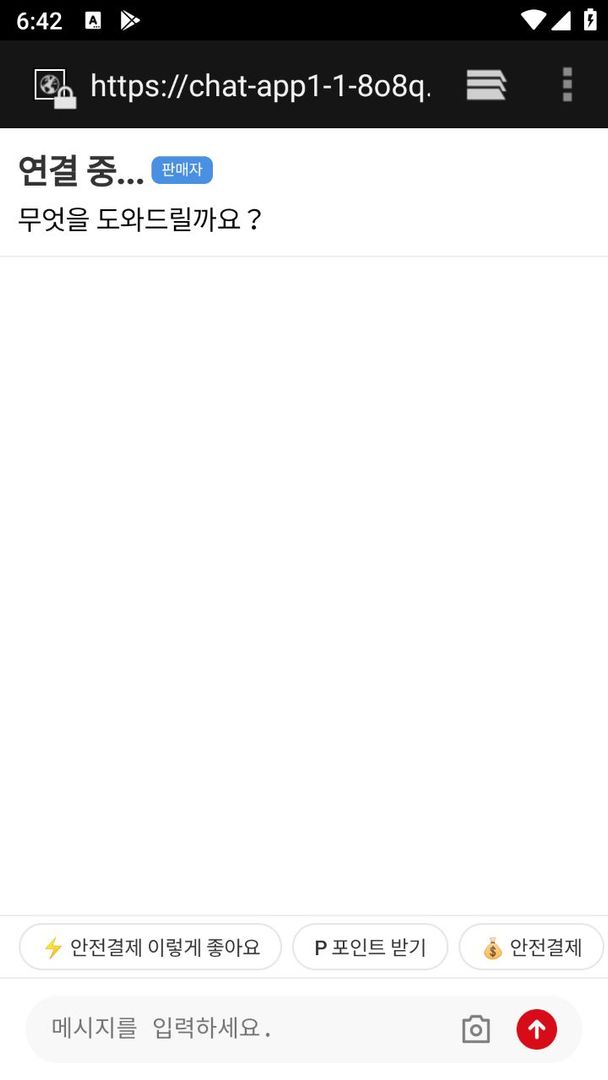 6:42
https://chat-app1-1-8o8q.
연결 중... 판매자
무엇을 도와드릴까요 ?
⚡ 안전결제 이렇게 좋아요 P 포인트 받기 💰 안전결제
메시지를 입력하세요.